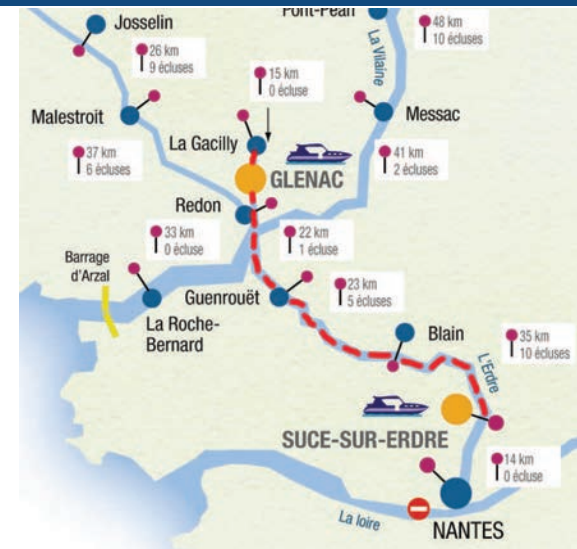 Pont-Péan
Josselin
48 km
10 écluses
26 km
9 écluses
La Vilaine
15 km
0 écluse
Malestroit
Messac
La Gacilly
37 km
6 écluses
GLENAC
41 km
2 écluses
Redon
33 km
0 écluse
22 km
1 écluse
Barrage
d'Arzal
23 km
5 écluses
Guenrouët
La Roche-
Bernard
Blain
35 km
10 écluses
L'Erdre
SUCE-SUR-ERDRE
14 km
0 écluse
La loire
NANTES